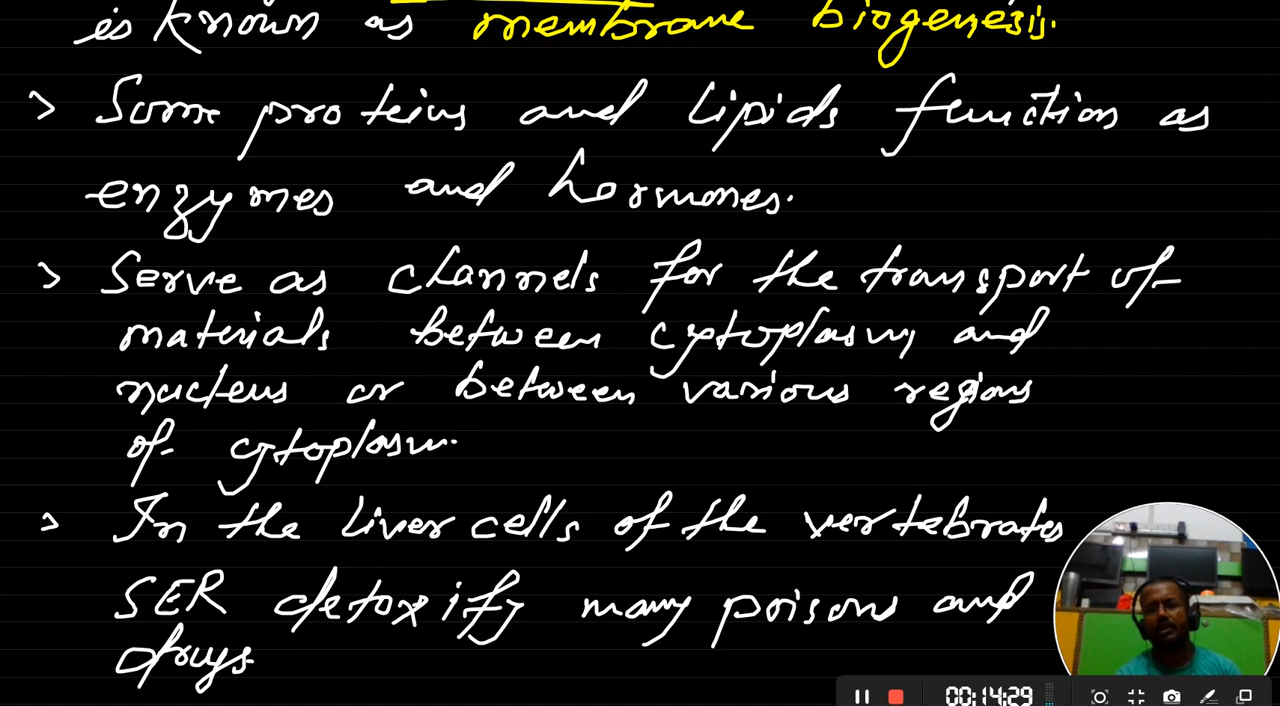 is known as membrane biogenesis.
> Some proteins and lipids function as
enzymes and hormones.
> Serve as channels for the transport of
materials between cytoplasm and
nucleus or between various regions
of cytoplasm.
> In the liver cells of the vertebrates
SER detoxify many poisons and
drugs
00:14:29